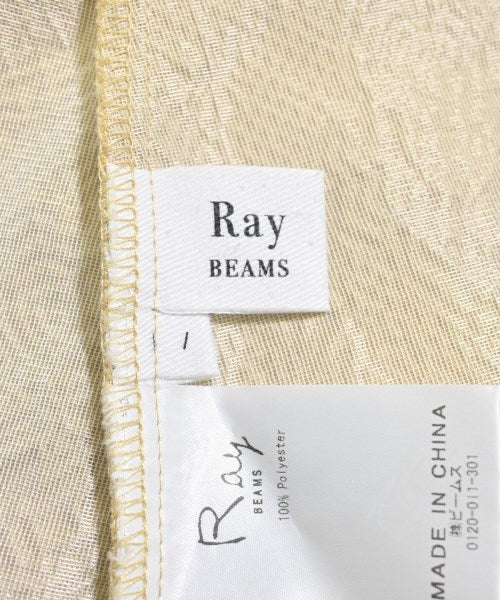 Ray
BEAMS
1
Ray
BEAMS
100% Polyester
MADE IN CHINA
㈱ビームス
0120-011-301